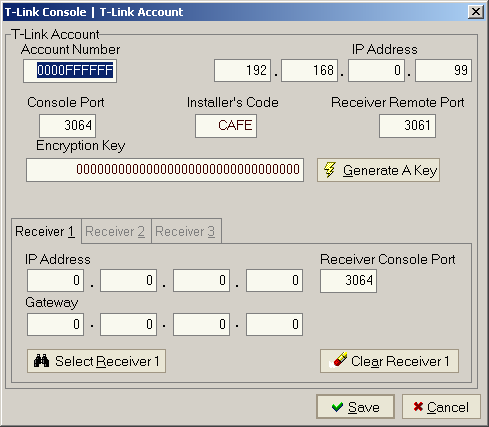 T-Link Console | T-Link Account
T-Link Account
Account Number IP Address
0000FFFFFF 192 . 168 . 0 . 99
Console Port Installer's Code Receiver Remote Port
3064 CAFE 3061
Encryption Key
00000000000000000000000000000000 Generate A Key
Receiver 1 Receiver 2 Receiver 3
IP Address Receiver Console Port
0 . 0 . 0 . 0 3064
Gateway
0 . 0 . 0 . 0
Select Receiver 1 Clear Receiver 1
Save Cancel